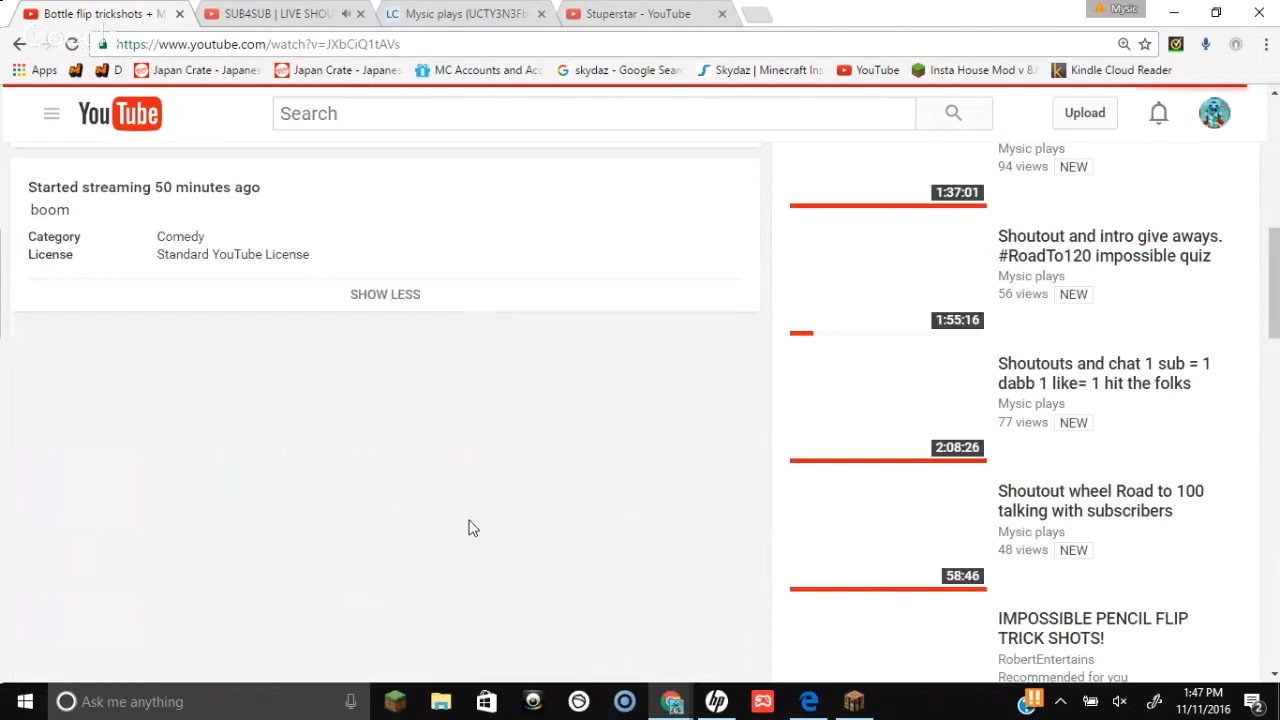 Bottle flip trickshots + M
SUB4SUB | LIVE SHOU
LC Mysic plays (UCTY3N3Fb
Stuperstar - YouTube
Mysic
https://www.youtube.com/watch?v=JXbCiQ1tAVs
Apps
D
Japan Crate - Japanes
Japan Crate - Japanes
MC Accounts and Acc
skydaz - Google Searc
Skydaz | Minecraft In
YouTube
Insta House Mod v 8.
Kindle Cloud Reader
YouTube
Search
Upload
Started streaming 50 minutes ago
boom
Category Comedy
License Standard YouTube License
SHOW LESS
Mysic plays
94 views NEW
1:37:01
Shoutout and intro give aways.
#RoadTo120 impossible quiz
Mysic plays
56 views NEW
1:55:16
Shoutouts and chat 1 sub = 1
dabb 1 like= 1 hit the folks
Mysic plays
77 views NEW
2:08:26
Shoutout wheel Road to 100
talking with subscribers
Mysic plays
48 views NEW
58:46
IMPOSSIBLE PENCIL FLIP
TRICK SHOTS!
RobertEntertains
Recommended for you
Ask me anything
hp
1:47 PM
11/11/2016
2